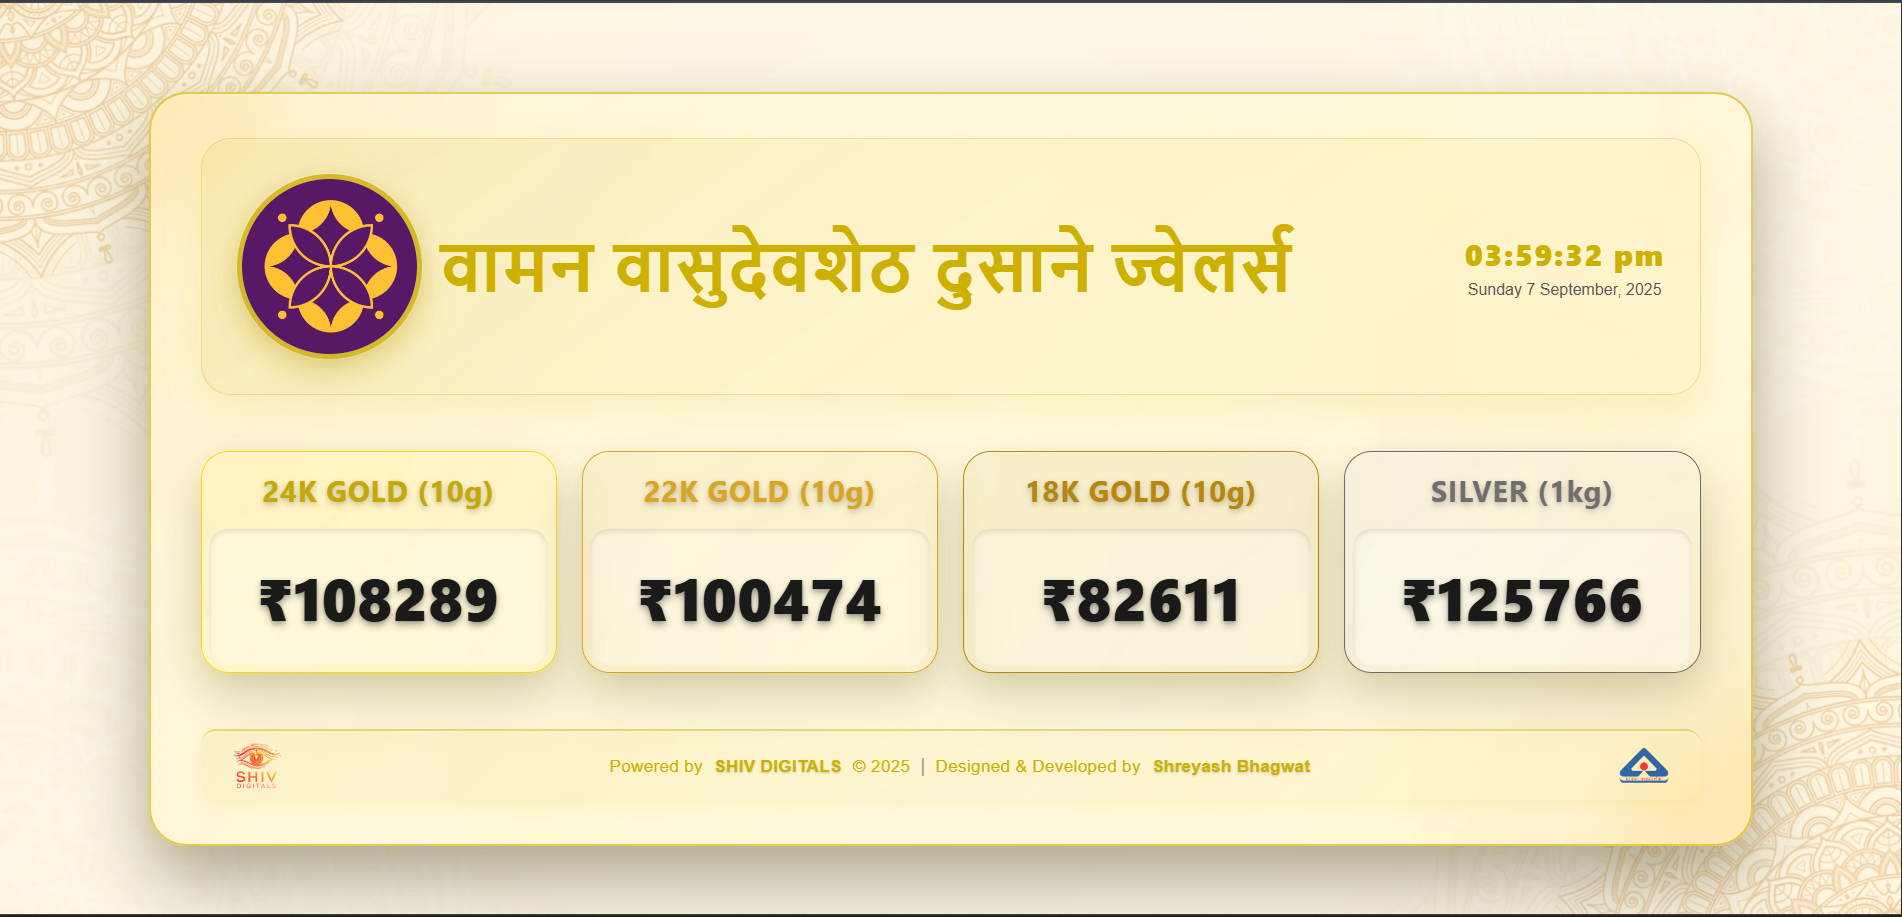 वामन वासुदेवशेठ दुसाने ज्वेलर्स
03:59:32 pm
Sunday 7 September, 2025
24K GOLD (10g)
₹108289
22K GOLD (10g)
₹100474
18K GOLD (10g)
₹82611
SILVER (1kg)
₹125766
SHIV
DIGITALS
Powered by SHIV DIGITALS © 2025 | Designed & Developed by Shreyash Bhagwat